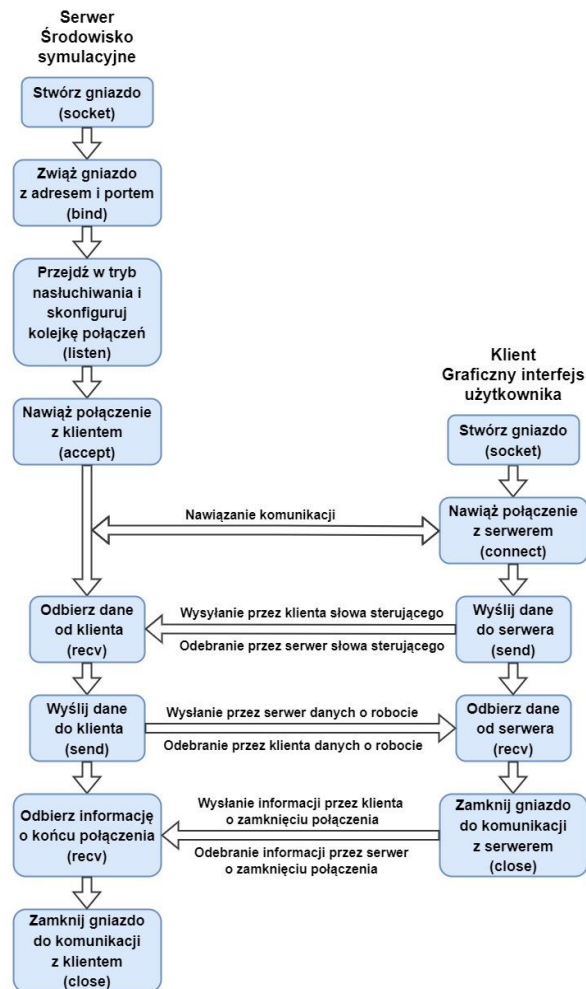 Serwer
Środowisko
symulacyjne
Stwórz gniazdo
(socket)
Zwiąż gniazdo
z adresem i portem
(bind)
Przejdź w tryb
nasłuchiwania i
skonfiguruj
kolejkę połączeń
(listen)
Nawiąż połączenie
z klientem
(accept)
Klient
Graficzny interfejs
użytkownika
Stwórz gniazdo
(socket)
Nawiązanie komunikacji
Nawiąż połączenie
z serwerem
(connect)
Odbierz dane
od klienta
(recv)
Wysyłanie przez klienta słowa sterującego
Odebranie przez serwer słowa sterującego
Wyślij dane
do serwera
(send)
Wyślij dane
do klienta
(send)
Wysłanie przez serwer danych o robocie
Odebranie przez klienta danych o robocie
Odbierz dane
od serwera
(recv)
Odbierz informację
o końcu połączenia
(recv)
Wysłanie informacji przez klienta
o zamknięciu połączenia
Odebranie informacji przez serwer
o zamknięciu połączenia
Zamknij gniazdo
do komunikacji
z serwerem
(close)
Zamknij gniazdo
do komunikacji
z klientem
(close)